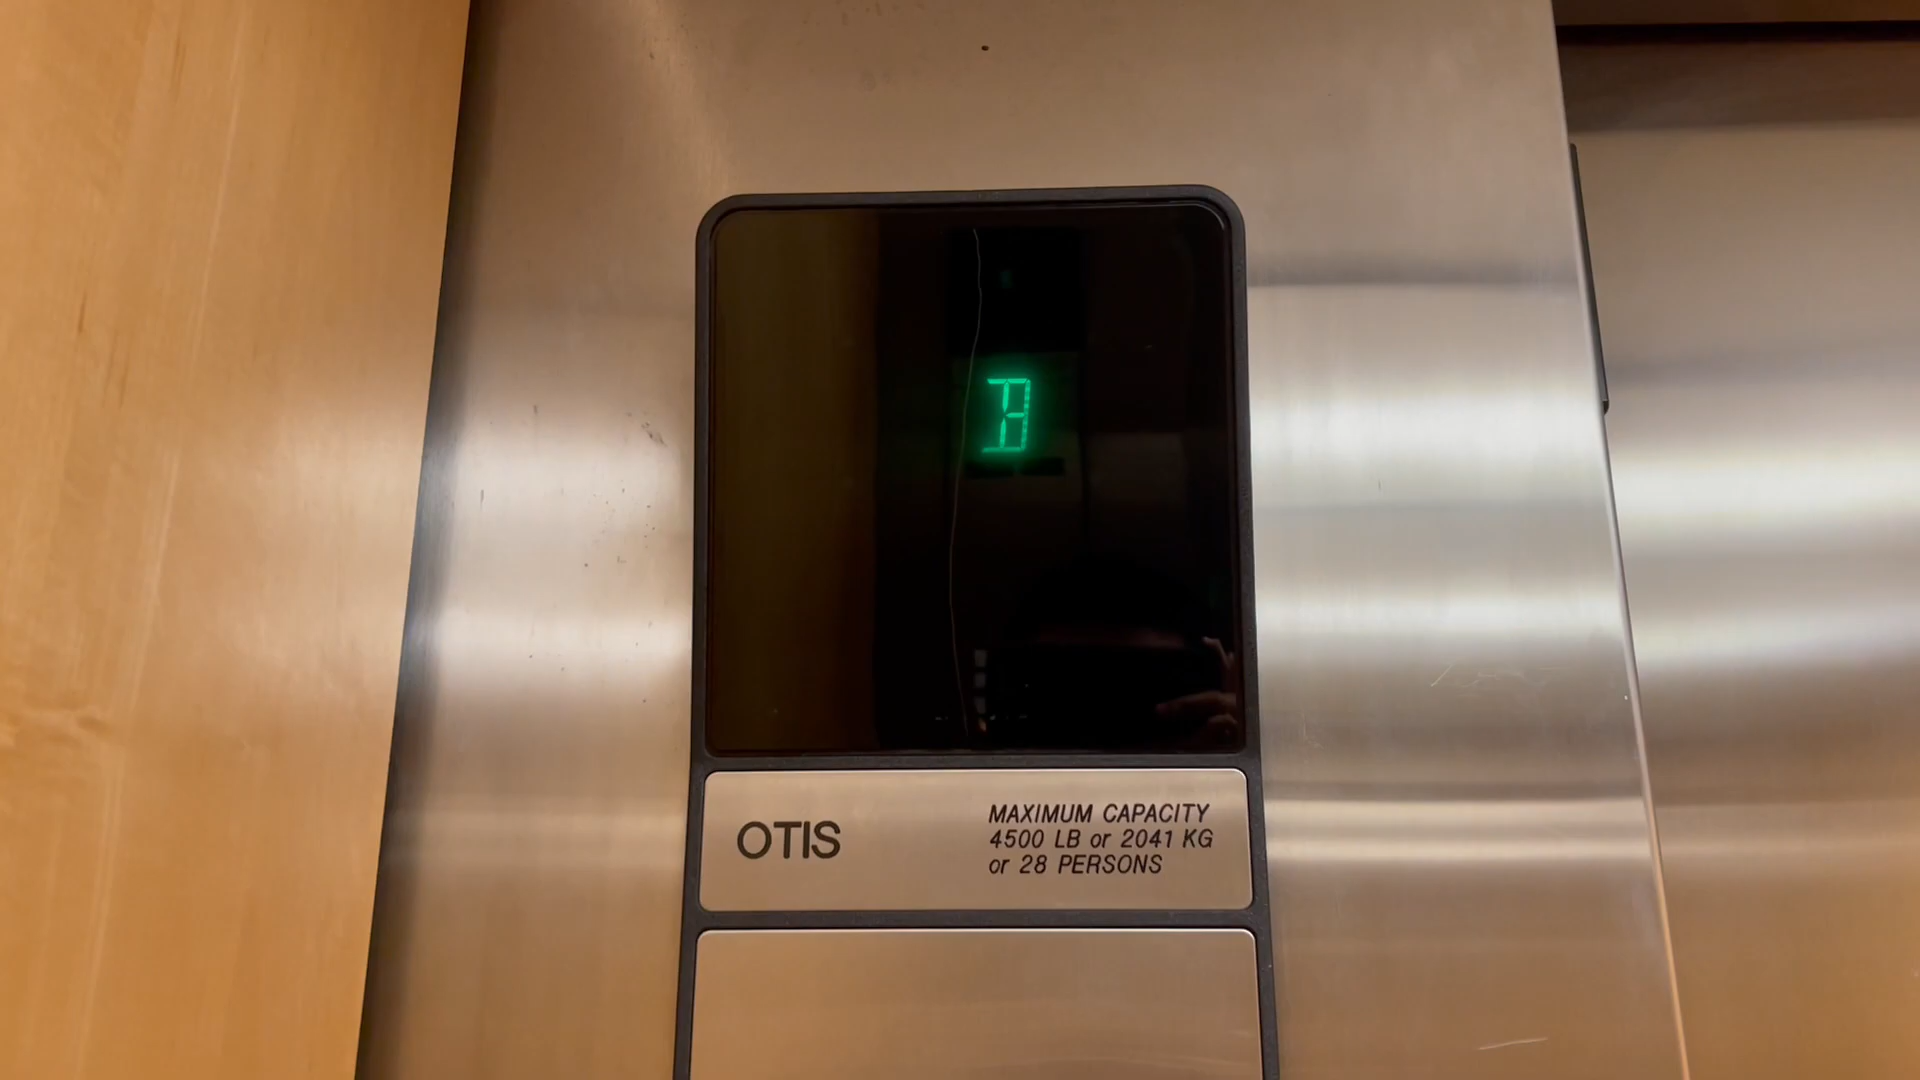 B
OTIS
MAXIMUM CAPACITY
4500 LB or 2041 KG
or 28 PERSONS